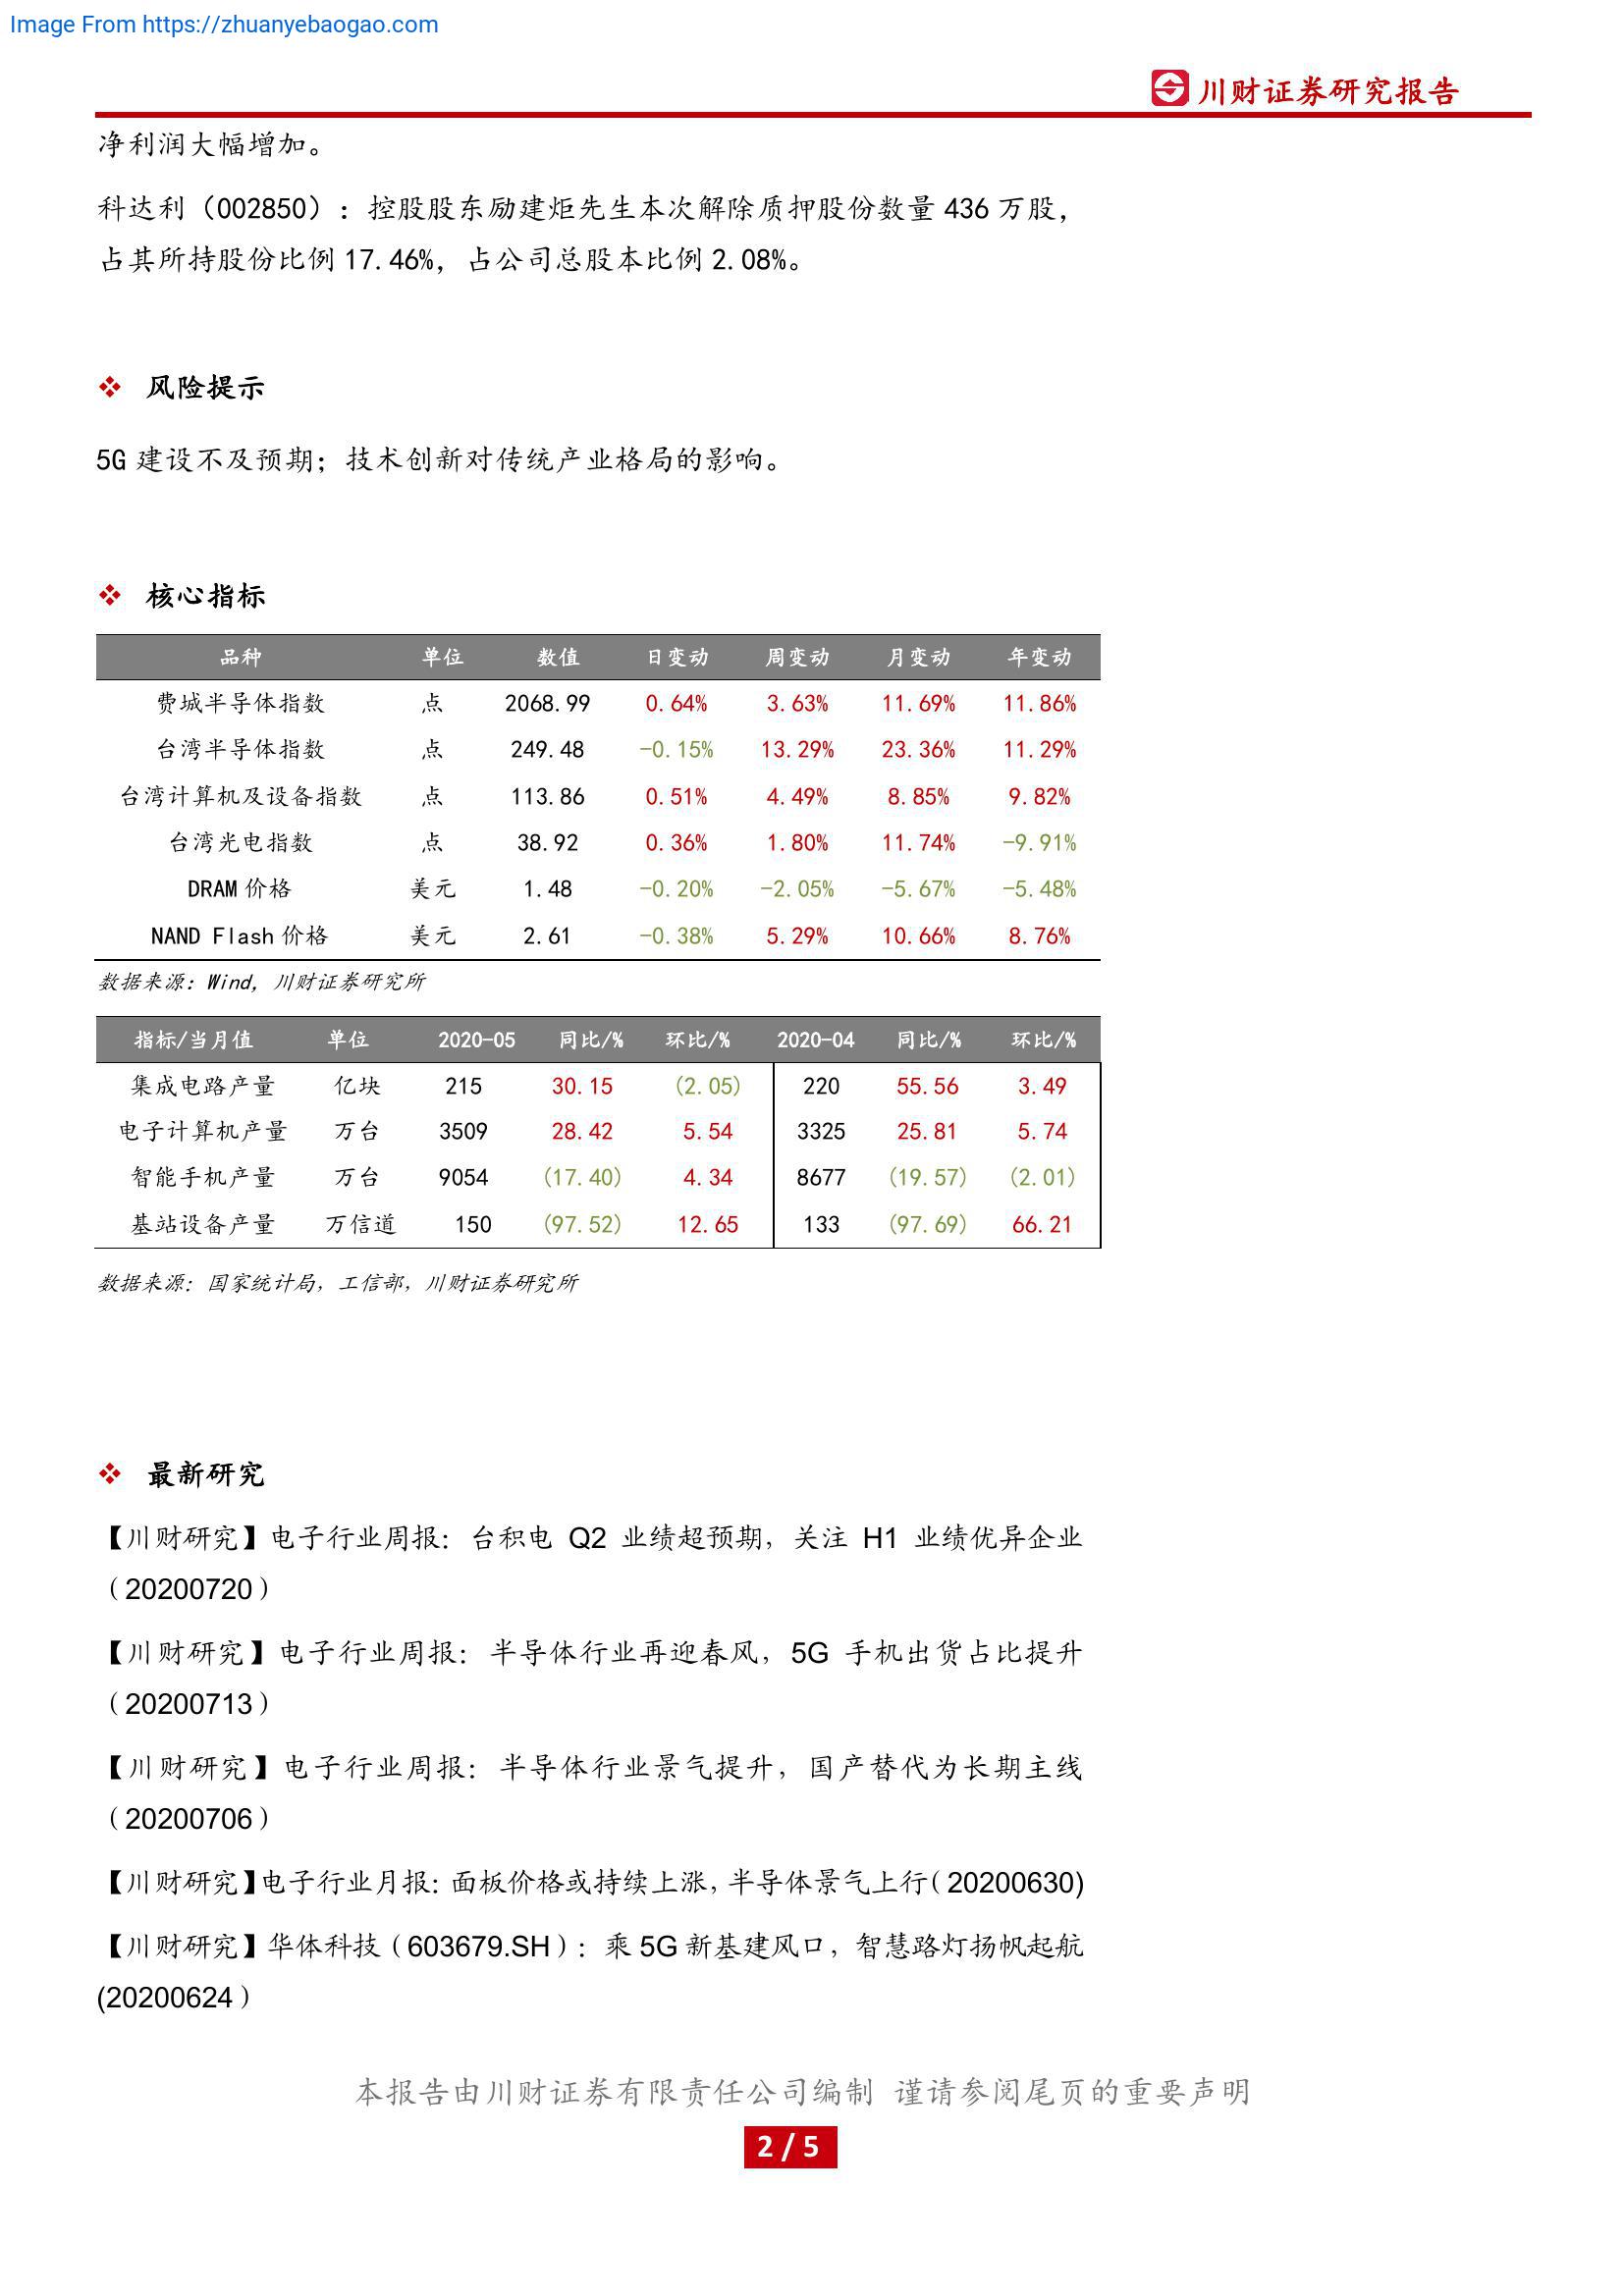 Image From https://zhuanyebaogao.com
川财证券研究报告
净利润大幅增加。
科达利（002850）：控股股东励建炬先生本次解除质押股份数量 436 万股，
占其所持股份比例 17.46%，占公司总股本比例 2.08%。
❖ 风险提示
5G 建设不及预期；技术创新对传统产业格局的影响。
❖ 核心指标
品种 单位 数值 日变动 周变动 月变动 年变动
费城半导体指数 点 2068.99 0.64% 3.63% 11.69% 11.86%
台湾半导体指数 点 249.48 -0.15% 13.29% 23.36% 11.29%
台湾计算机及设备指数 点 113.86 0.51% 4.49% 8.85% 9.82%
台湾光电指数 点 38.92 0.36% 1.80% 11.74% -9.91%
DRAM 价格 美元 1.48 -0.20% -2.05% -5.67% -5.48%
NAND Flash 价格 美元 2.61 -0.38% 5.29% 10.66% 8.76%
数据来源：Wind，川财证券研究所
指标/当月值 单位 2020-05 同比/% 环比/% 2020-04 同比/% 环比/%
集成电路产量 亿块 215 30.15 (2.05) 220 55.56 3.49
电子计算机产量 万台 3509 28.42 5.54 3325 25.81 5.74
智能手机产量 万台 9054 (17.40) 4.34 8677 (19.57) (2.01)
基站设备产量 万信道 150 (97.52) 12.65 133 (97.69) 66.21
数据来源：国家统计局，工信部，川财证券研究所
❖ 最新研究
【川财研究】电子行业周报：台积电 Q2 业绩超预期，关注 H1 业绩优异企业
（20200720）
【川财研究】电子行业周报：半导体行业再迎春风，5G 手机出货占比提升
（20200713）
【川财研究】电子行业周报：半导体行业景气提升，国产替代为长期主线
（20200706）
【川财研究】电子行业月报：面板价格或持续上涨，半导体景气上行（20200630)
【川财研究】华体科技（603679.SH）：乘 5G 新基建风口，智慧路灯扬帆起航
(20200624）
本报告由川财证券有限责任公司编制 谨请参阅尾页的重要声明
2 / 5